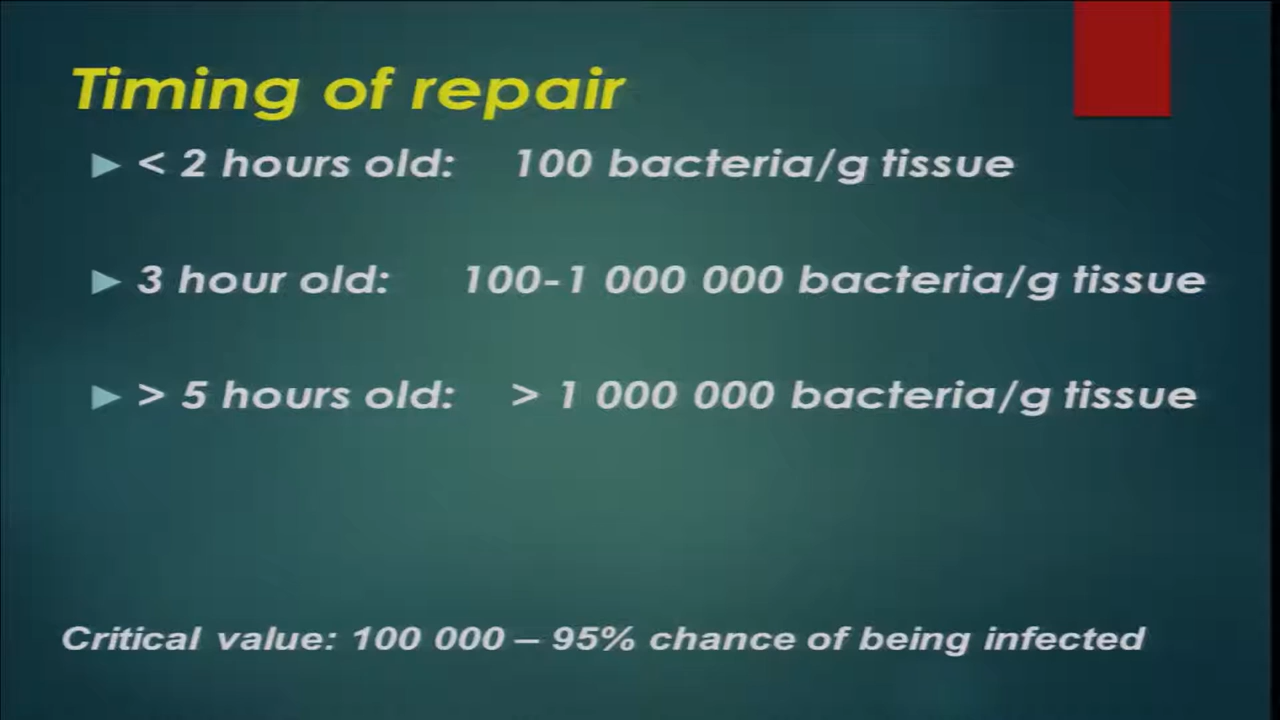 Timing of repair
< 2 hours old: 100 bacteria/g tissue
3 hour old: 100-1 000 000 bacteria/g tissue
> 5 hours old: > 1 000 000 bacteria/g tissue
Critical value: 100 000 – 95% chance of being infected